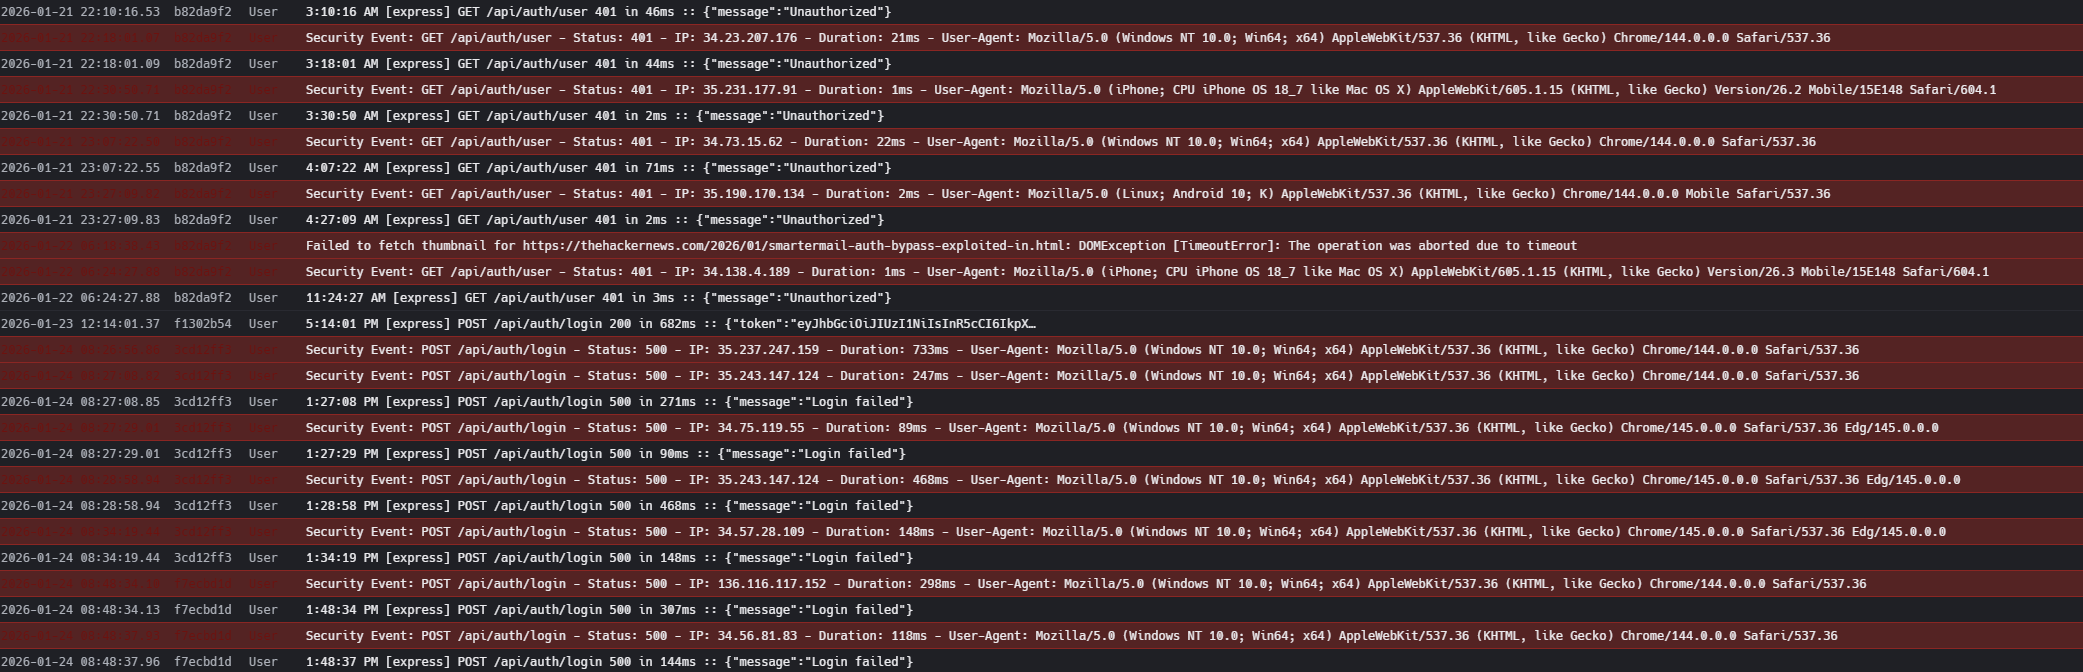 2026-01-21 22:10:16.53 b82da9f2 User 3:10:16 AM [express] GET /api/auth/user 401 in 46ms :: {"message":"Unauthorized"}
Security Event: GET /api/auth/user - Status: 401 - IP: 34.23.207.176 - Duration: 21ms - User-Agent: Mozilla/5.0 (Windows NT 10.0; Win64; x64) AppleWebKit/537.36 (KHTML, like Gecko) Chrome/144.0.0.0 Safari/537.36
2026-01-21 22:18:01.09 b82da9f2 User 3:18:01 AM [express] GET /api/auth/user 401 in 44ms :: {"message":"Unauthorized"}
Security Event: GET /api/auth/user - Status: 401 - IP: 35.231.177.91 - Duration: 1ms - User-Agent: Mozilla/5.0 (iPhone; CPU iPhone OS 18_7 like Mac OS X) AppleWebKit/605.1.15 (KHTML, like Gecko) Version/26.2 Mobile/15E148 Safari/604.1
2026-01-21 22:30:50.71 b82da9f2 User 3:30:50 AM [express] GET /api/auth/user 401 in 2ms :: {"message":"Unauthorized"}
Security Event: GET /api/auth/user - Status: 401 - IP: 34.73.15.62 - Duration: 22ms - User-Agent: Mozilla/5.0 (Windows NT 10.0; Win64; x64) AppleWebKit/537.36 (KHTML, like Gecko) Chrome/144.0.0.0 Safari/537.36
2026-01-21 23:07:22.55 b82da9f2 User 4:07:22 AM [express] GET /api/auth/user 401 in 71ms :: {"message":"Unauthorized"}
Security Event: GET /api/auth/user - Status: 401 - IP: 35.190.170.134 - Duration: 2ms - User-Agent: Mozilla/5.0 (Linux; Android 10; K) AppleWebKit/537.36 (KHTML, like Gecko) Chrome/144.0.0.0 Mobile Safari/537.36
2026-01-21 23:27:09.83 b82da9f2 User 4:27:09 AM [express] GET /api/auth/user 401 in 2ms :: {"message":"Unauthorized"}
Failed to fetch thumbnail for https://thehackernews.com/2026/01/smartermail-auth-bypass-exploited-in.html: DOMException [TimeoutError]: The operation was aborted due to timeout
Security Event: GET /api/auth/user - Status: 401 - IP: 34.138.4.189 - Duration: 1ms - User-Agent: Mozilla/5.0 (iPhone; CPU iPhone OS 18_7 like Mac OS X) AppleWebKit/605.1.15 (KHTML, like Gecko) Version/26.3 Mobile/15E148 Safari/604.1
2026-01-22 06:24:27.88 b82da9f2 User 11:24:27 AM [express] GET /api/auth/user 401 in 3ms :: {"message":"Unauthorized"}
2026-01-23 12:14:01.37 f1302b54 User 5:14:01 PM [express] POST /api/auth/login 200 in 682ms :: {"token":"eyJhbGciOiJIUzI1NiIsInR5cCI6IkpX…
Security Event: POST /api/auth/login - Status: 500 - IP: 35.237.247.159 - Duration: 733ms - User-Agent: Mozilla/5.0 (Windows NT 10.0; Win64; x64) AppleWebKit/537.36 (KHTML, like Gecko) Chrome/144.0.0.0 Safari/537.36
Security Event: POST /api/auth/login - Status: 500 - IP: 35.243.147.124 - Duration: 247ms - User-Agent: Mozilla/5.0 (Windows NT 10.0; Win64; x64) AppleWebKit/537.36 (KHTML, like Gecko) Chrome/144.0.0.0 Safari/537.36
2026-01-24 08:27:08.85 3cd12ff3 User 1:27:08 PM [express] POST /api/auth/login 500 in 271ms :: {"message":"Login failed"}
Security Event: POST /api/auth/login - Status: 500 - IP: 34.75.119.55 - Duration: 89ms - User-Agent: Mozilla/5.0 (Windows NT 10.0; Win64; x64) AppleWebKit/537.36 (KHTML, like Gecko) Chrome/145.0.0.0 Safari/537.36 Edg/145.0.0.0
2026-01-24 08:27:29.01 3cd12ff3 User 1:27:29 PM [express] POST /api/auth/login 500 in 90ms :: {"message":"Login failed"}
Security Event: POST /api/auth/login - Status: 500 - IP: 35.243.147.124 - Duration: 468ms - User-Agent: Mozilla/5.0 (Windows NT 10.0; Win64; x64) AppleWebKit/537.36 (KHTML, like Gecko) Chrome/145.0.0.0 Safari/537.36 Edg/145.0.0.0
2026-01-24 08:28:58.94 3cd12ff3 User 1:28:58 PM [express] POST /api/auth/login 500 in 468ms :: {"message":"Login failed"}
Security Event: POST /api/auth/login - Status: 500 - IP: 34.57.28.109 - Duration: 148ms - User-Agent: Mozilla/5.0 (Windows NT 10.0; Win64; x64) AppleWebKit/537.36 (KHTML, like Gecko) Chrome/145.0.0.0 Safari/537.36 Edg/145.0.0.0
2026-01-24 08:34:19.44 3cd12ff3 User 1:34:19 PM [express] POST /api/auth/login 500 in 148ms :: {"message":"Login failed"}
Security Event: POST /api/auth/login - Status: 500 - IP: 136.116.117.152 - Duration: 298ms - User-Agent: Mozilla/5.0 (Windows NT 10.0; Win64; x64) AppleWebKit/537.36 (KHTML, like Gecko) Chrome/144.0.0.0 Safari/537.36
2026-01-24 08:48:34.13 f7ecbd1d User 1:48:34 PM [express] POST /api/auth/login 500 in 307ms :: {"message":"Login failed"}
Security Event: POST /api/auth/login - Status: 500 - IP: 34.56.81.83 - Duration: 118ms - User-Agent: Mozilla/5.0 (Windows NT 10.0; Win64; x64) AppleWebKit/537.36 (KHTML, like Gecko) Chrome/144.0.0.0 Safari/537.36
2026-01-24 08:48:37.96 f7ecbd1d User 1:48:37 PM [express] POST /api/auth/login 500 in 144ms :: {"message":"Login failed"}